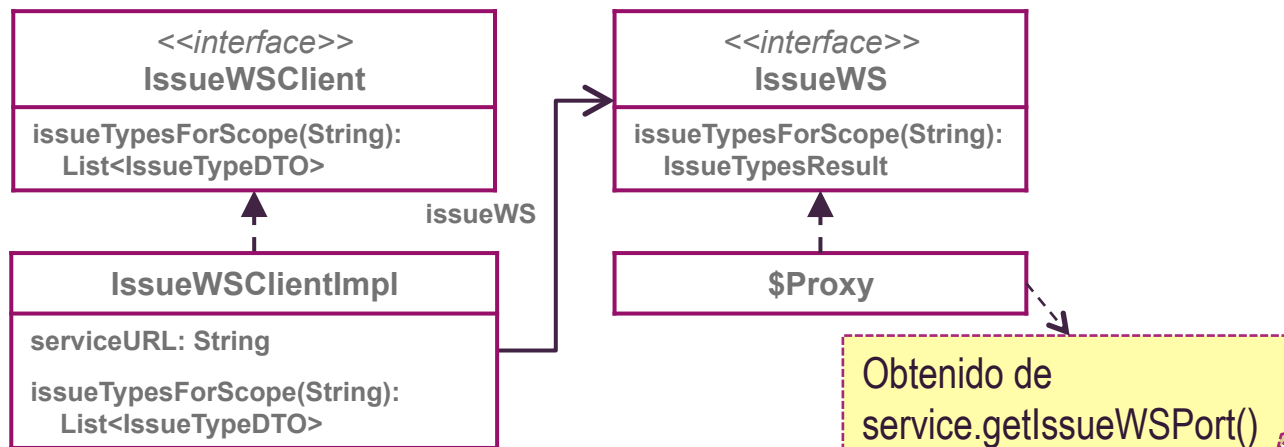 <<interface>>
IssueWSClient
issueTypesForScope(String):
List<IssueTypeDTO>
<<interface>>
IssueWS
issueTypesForScope(String):
IssueTypesResult
issueWS
IssueWSClientImpl
serviceURL: String
issueTypesForScope(String):
List<IssueTypeDTO>
$Proxy
Obtenido de
service.getIssueWSPort()